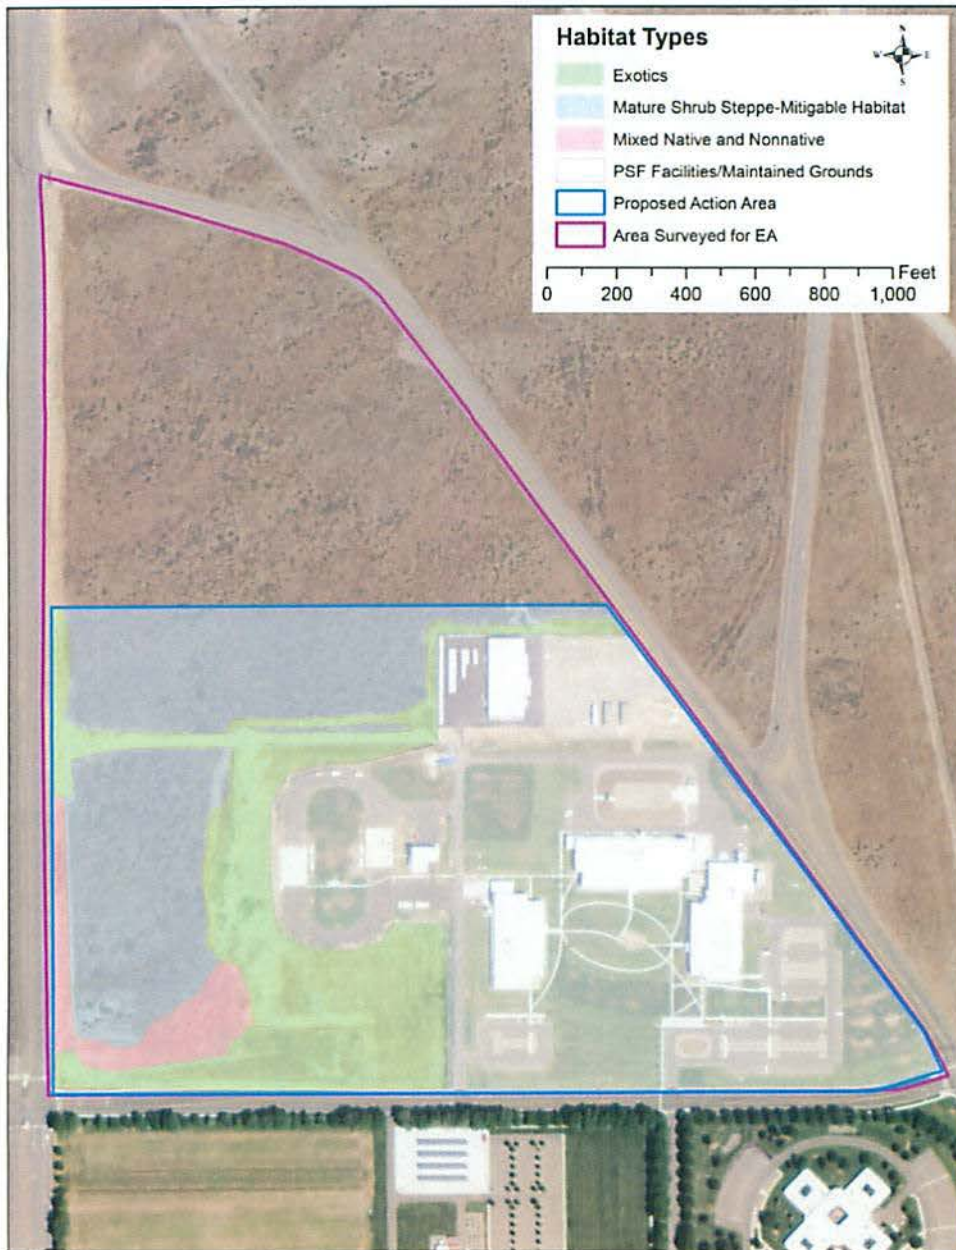 Habitat Types
N
W E
S
Exotics
Mature Shrub Steppe-Mitigable Habitat
Mixed Native and Nonnative
PSF Facilities/Maintained Grounds
Proposed Action Area
Area Surveyed for EA
Feet
0 200 400 600 800 1,000